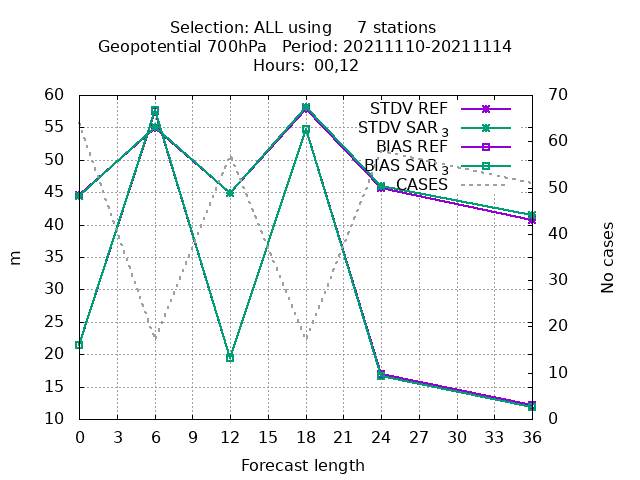 Selection: ALL using     7 stations
Geopotential 700hPa   Period: 20211110-20211114
Hours:  00,12
60 70
STDV REF
55 STDV SAR3 60
BIAS REF
50 BIAS SAR3
CASES 50
45
40 40
35
30 30
25
20 20
15 10
10 0
0 3 6 9 12 15 18 21 24 27 30 33 36
Forecast length
m
No cases